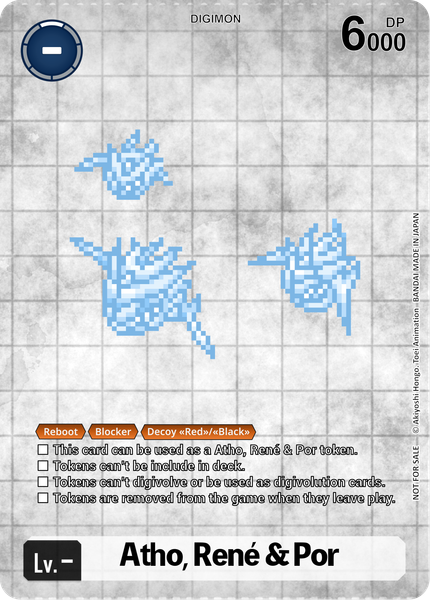 DIGIMON
DP
6000
-
Reboot Blocker Decoy «Red»/«Black»
☐ This card can be used as a Atho, René & Por token.
☐ Tokens can't be include in deck.
☐ Tokens can't digivolve or be used as digivolution cards.
☐ Tokens are removed from the game when they leave play.
NOT FOR SALE © Akiyoshi Hongo, Toei Animation · BANDAI MADE IN JAPAN
Lv.-
Atho, René & Por